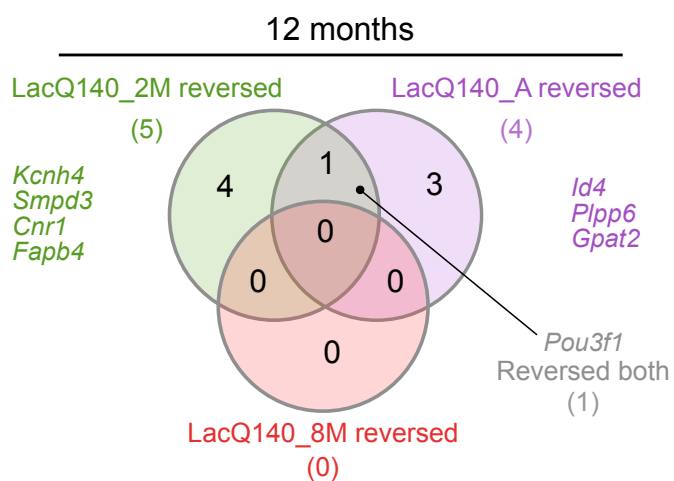 12 months
LacQ140_2M reversed
(5)
LacQ140_A reversed
(4)
Kcnh4
Smpd3
Cnr1
Fapb4
4
1
3
0
0
0
0
Id4
Plpp6
Gpat2
Pou3f1
Reversed both
(1)
LacQ140_8M reversed
(0)